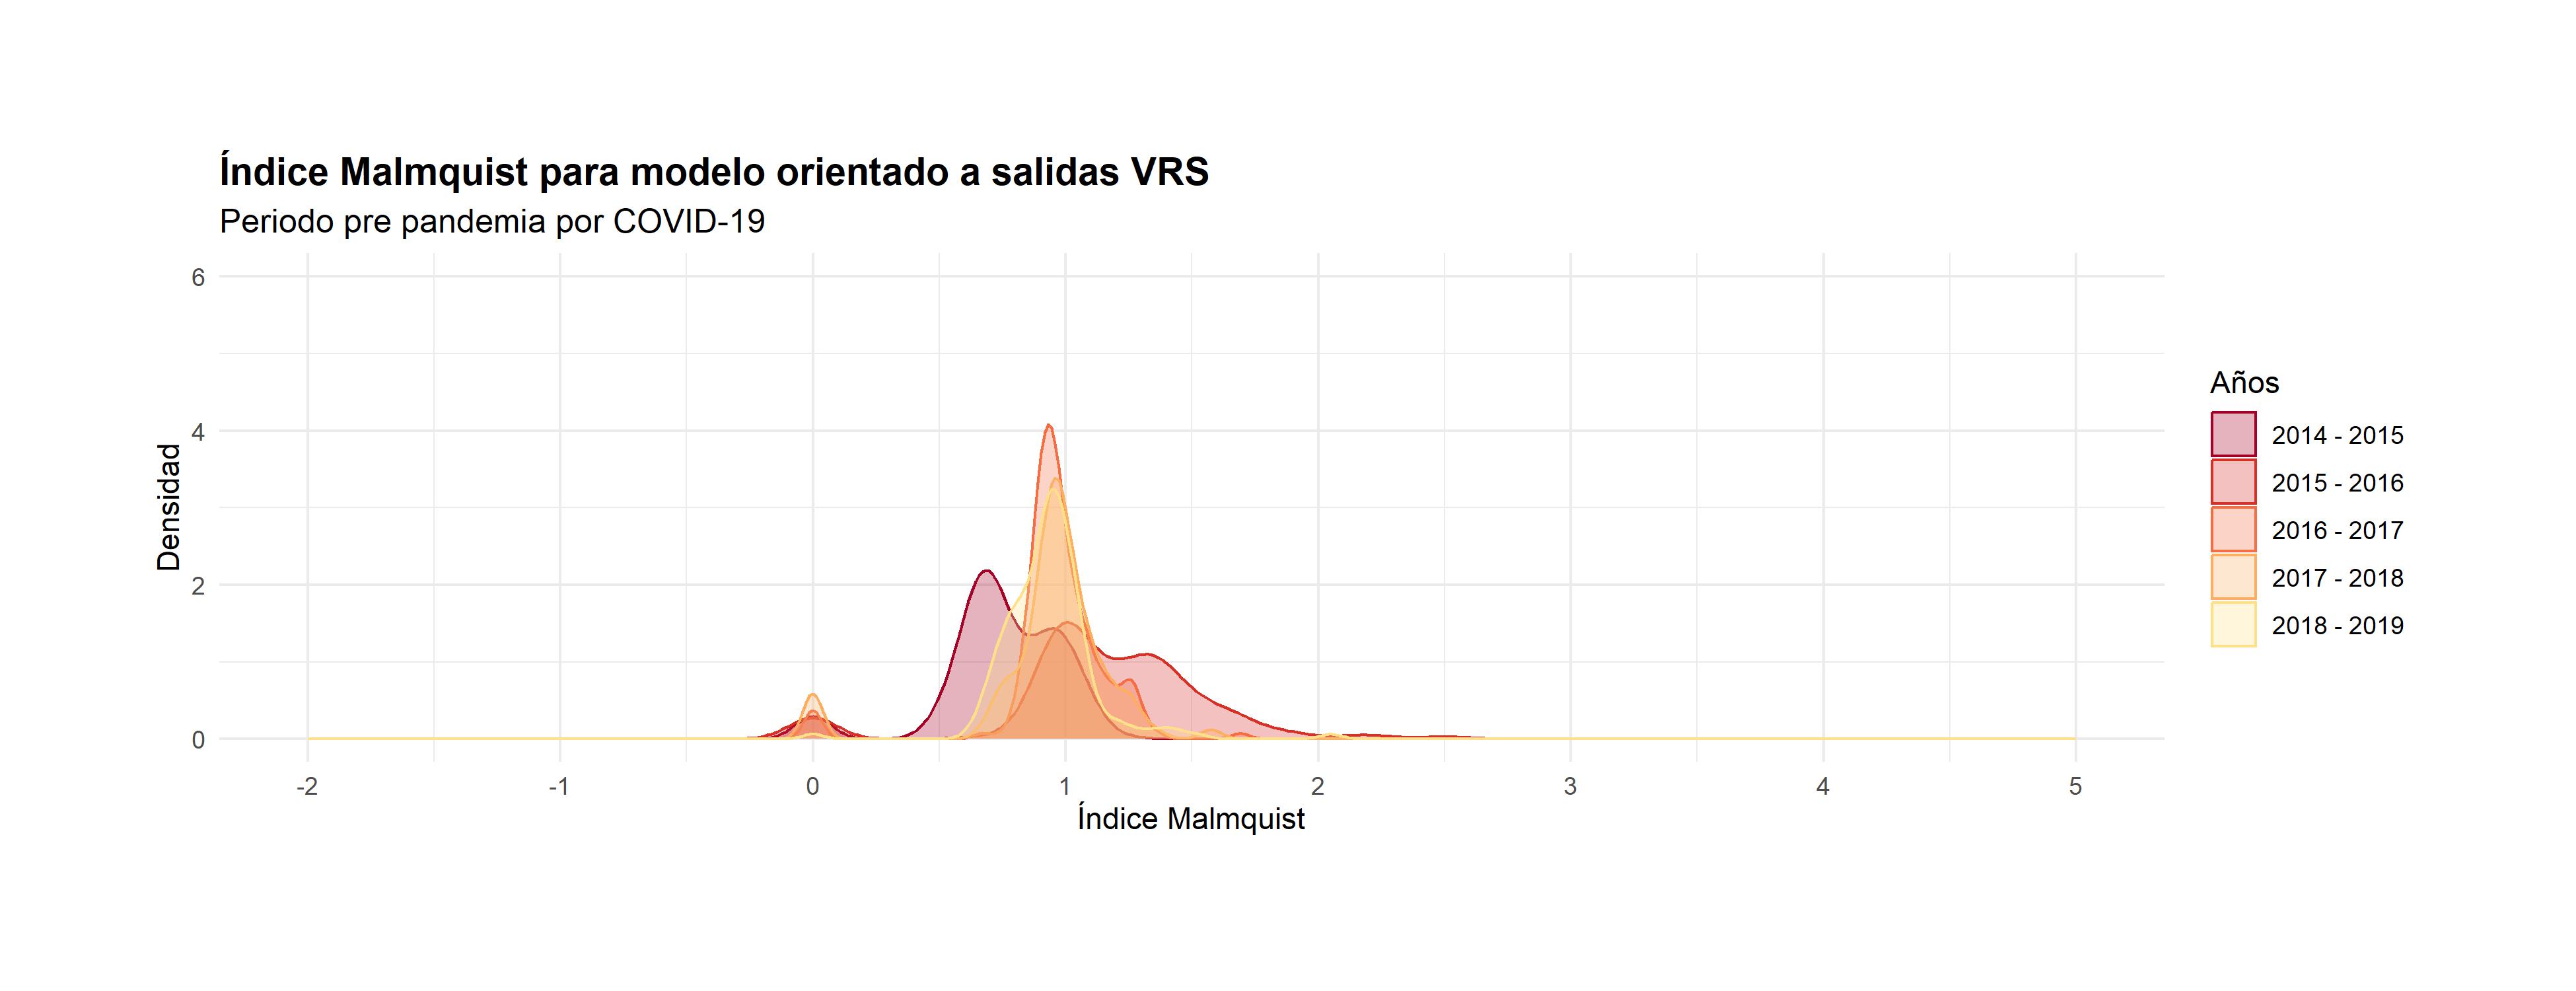 Índice Malmquist para modelo orientado a salidas VRS
Periodo pre pandemia por COVID-19
6
4
2
0
Densidad
-2 -1 0 1 2 3 4 5
Índice Malmquist
Años
2014 - 2015
2015 - 2016
2016 - 2017
2017 - 2018
2018 - 2019